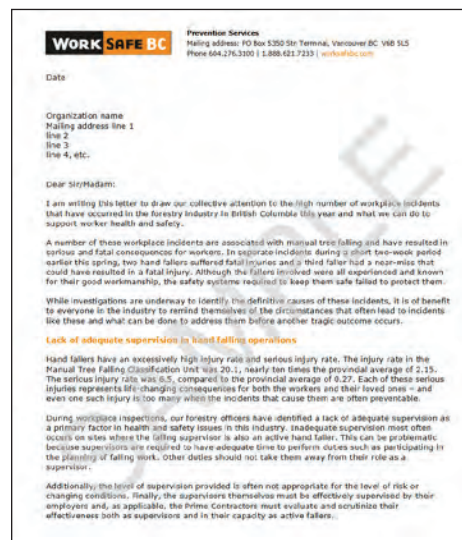 WORK SAFE BC
Prevention Services
Mailing address: PO Box 5350 Stn Terminal, Vancouver BC V6B 5L5
Phone 604.276.3100 | 1.888.621.7233 | worksafebc.com
Date
Organization name
Mailing address line 1
line 2
line 3
line 4, etc.
Dear Sir/Madam:
I am writing this letter to draw our collective attention to the high number of workplace incidents
that have occurred in the forestry industry in British Columbia this year and what we can do to
support worker health and safety.
A number of these workplace incidents are associated with manual tree falling and have resulted in
serious and fatal consequences for workers. In separate incidents during a short two-week period
earlier this spring, two hand fallers suffered fatal injuries and a third faller had a near-miss that
could have resulted in a fatal injury. Although the fallers involved were all experienced and known
for their good workmanship, the safety systems required to keep them safe failed to protect them.
While investigations are underway to identify the definitive causes of these incidents, it is of benefit
to everyone in the industry to remind themselves of the circumstances that often lead to incidents
like these and what can be done to address them before another tragic outcome occurs.
Lack of adequate supervision in hand falling operations
Hand fallers have an excessively high injury rate and serious injury rate. The injury rate in the
Manual Tree Falling Classification Unit was 20.1, nearly ten times the provincial average of 2.15.
The serious injury rate was 6.5, compared to the provincial average of 0.27. Each of these serious
injuries represents life-changing consequences for both the workers and their loved ones – and
even one such injury is too many when the incidents that cause them are often preventable.
During workplace inspections, our forestry officers have identified a lack of adequate supervision as
a primary factor in health and safety issues in this industry. Inadequate supervision most often
occurs on sites where the falling supervisor is also an active hand faller. This can be problematic
because supervisors are required to have adequate time to perform duties such as participating in
the planning of falling work. Other duties should not take them away from their role as a
supervisor.
Additionally, the level of supervision provided is often not appropriate for the level of risk or
changing conditions. Finally, the supervisors themselves must be effectively supervised by their
employers and, as applicable, the Prime Contractors must evaluate and scrutinize their
effectiveness both as supervisors and in their capacity as active fallers.
SAMPLE